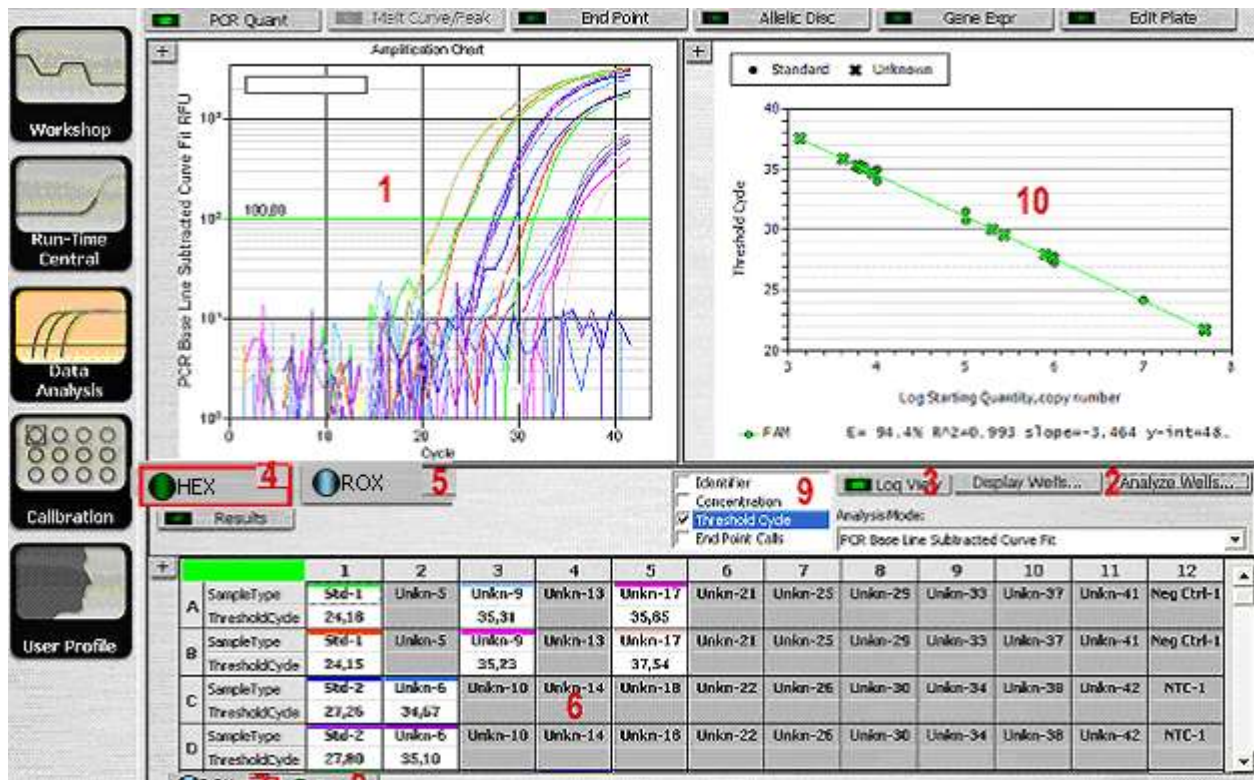 PCR Quant Melt Curve/Peak End Point Allelic Disc Gene Expr Edit Plate
Workshop
Run-Time
Central
Data
Analysis
Calibration
User Profile
+ Amplification Chart
PCR Base Line Subtracted Curve Fit RFU
10³
10²
10¹
10⁰
100,00
1
0 10 20 30 40
Cycle
+
Standard Unknown
Threshold Cycle
40
35
30
25
20
10
3 4 5 6 7 8
Log Starting Quantity, copy number
FAM E= 94.4% R^2=0.993 slope=-3.464 y-int=48.
HEX 4 ROX 5
Results
Identifier
Concentration
Threshold Cycle
End Point Calls
9
Log View 3 Display Wells... 2 Analyze Wells...
Analysis Mode:
PCR Base Line Subtracted Curve Fit
+ 1 2 3 4 5 6 7 8 9 10 11 12
A SampleType Std-1 Unkn-5 Unkn-9 Unkn-13 Unkn-17 Unkn-21 Unkn-25 Unkn-29 Unkn-33 Unkn-37 Unkn-41 Neg Ctrl-1
ThresholdCycle 24,18 35,31 35,85
B SampleType Std-1 Unkn-5 Unkn-9 Unkn-13 Unkn-17 Unkn-21 Unkn-25 Unkn-29 Unkn-33 Unkn-37 Unkn-41 Neg Ctrl-1
ThresholdCycle 24,15 35,23 37,54
C SampleType Std-2 Unkn-6 Unkn-10 Unkn-14 Unkn-18 Unkn-22 Unkn-26 Unkn-30 Unkn-34 Unkn-38 Unkn-42 NTC-1
ThresholdCycle 27,26 34,67
6
D SampleType Std-2 Unkn-6 Unkn-10 Unkn-14 Unkn-18 Unkn-22 Unkn-26 Unkn-30 Unkn-34 Unkn-38 Unkn-42 NTC-1
ThresholdCycle 27,80 35,10